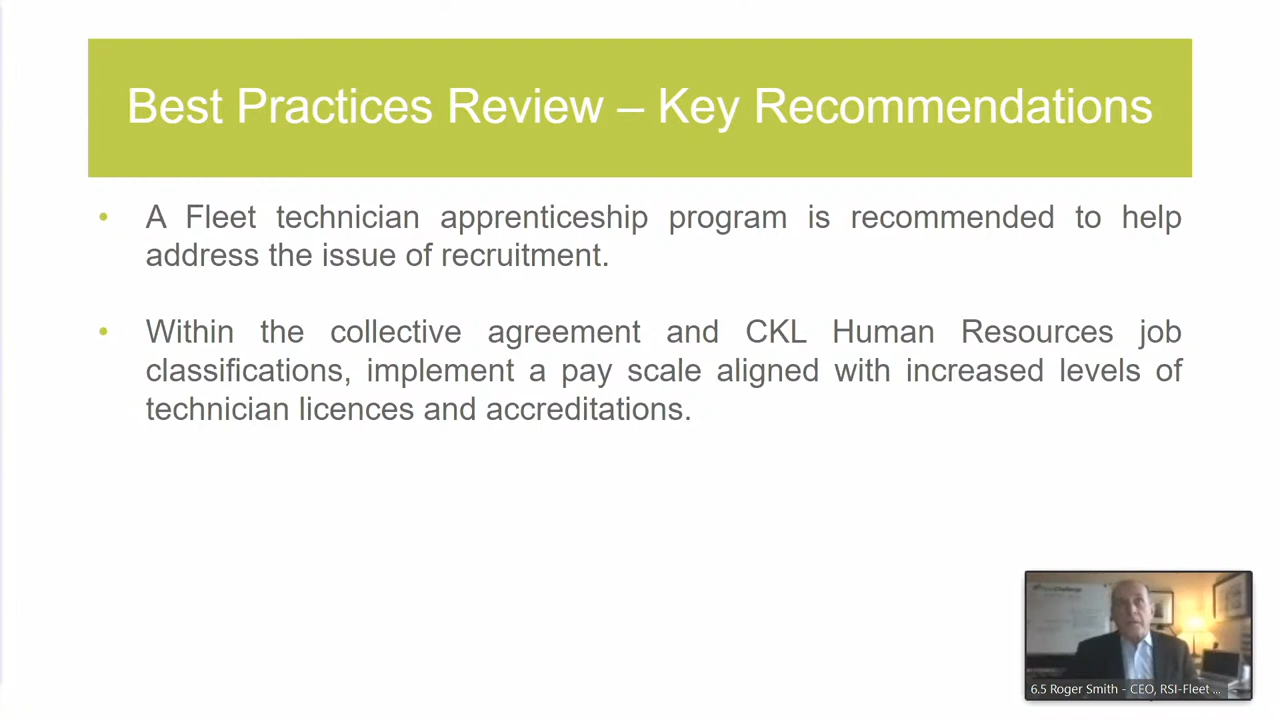 Best Practices Review – Key Recommendations
• A Fleet technician apprenticeship program is recommended to help
address the issue of recruitment.
• Within the collective agreement and CKL Human Resources job
classifications, implement a pay scale aligned with increased levels of
technician licences and accreditations.
6.5 Roger Smith - CEO, RSI-Fleet ...